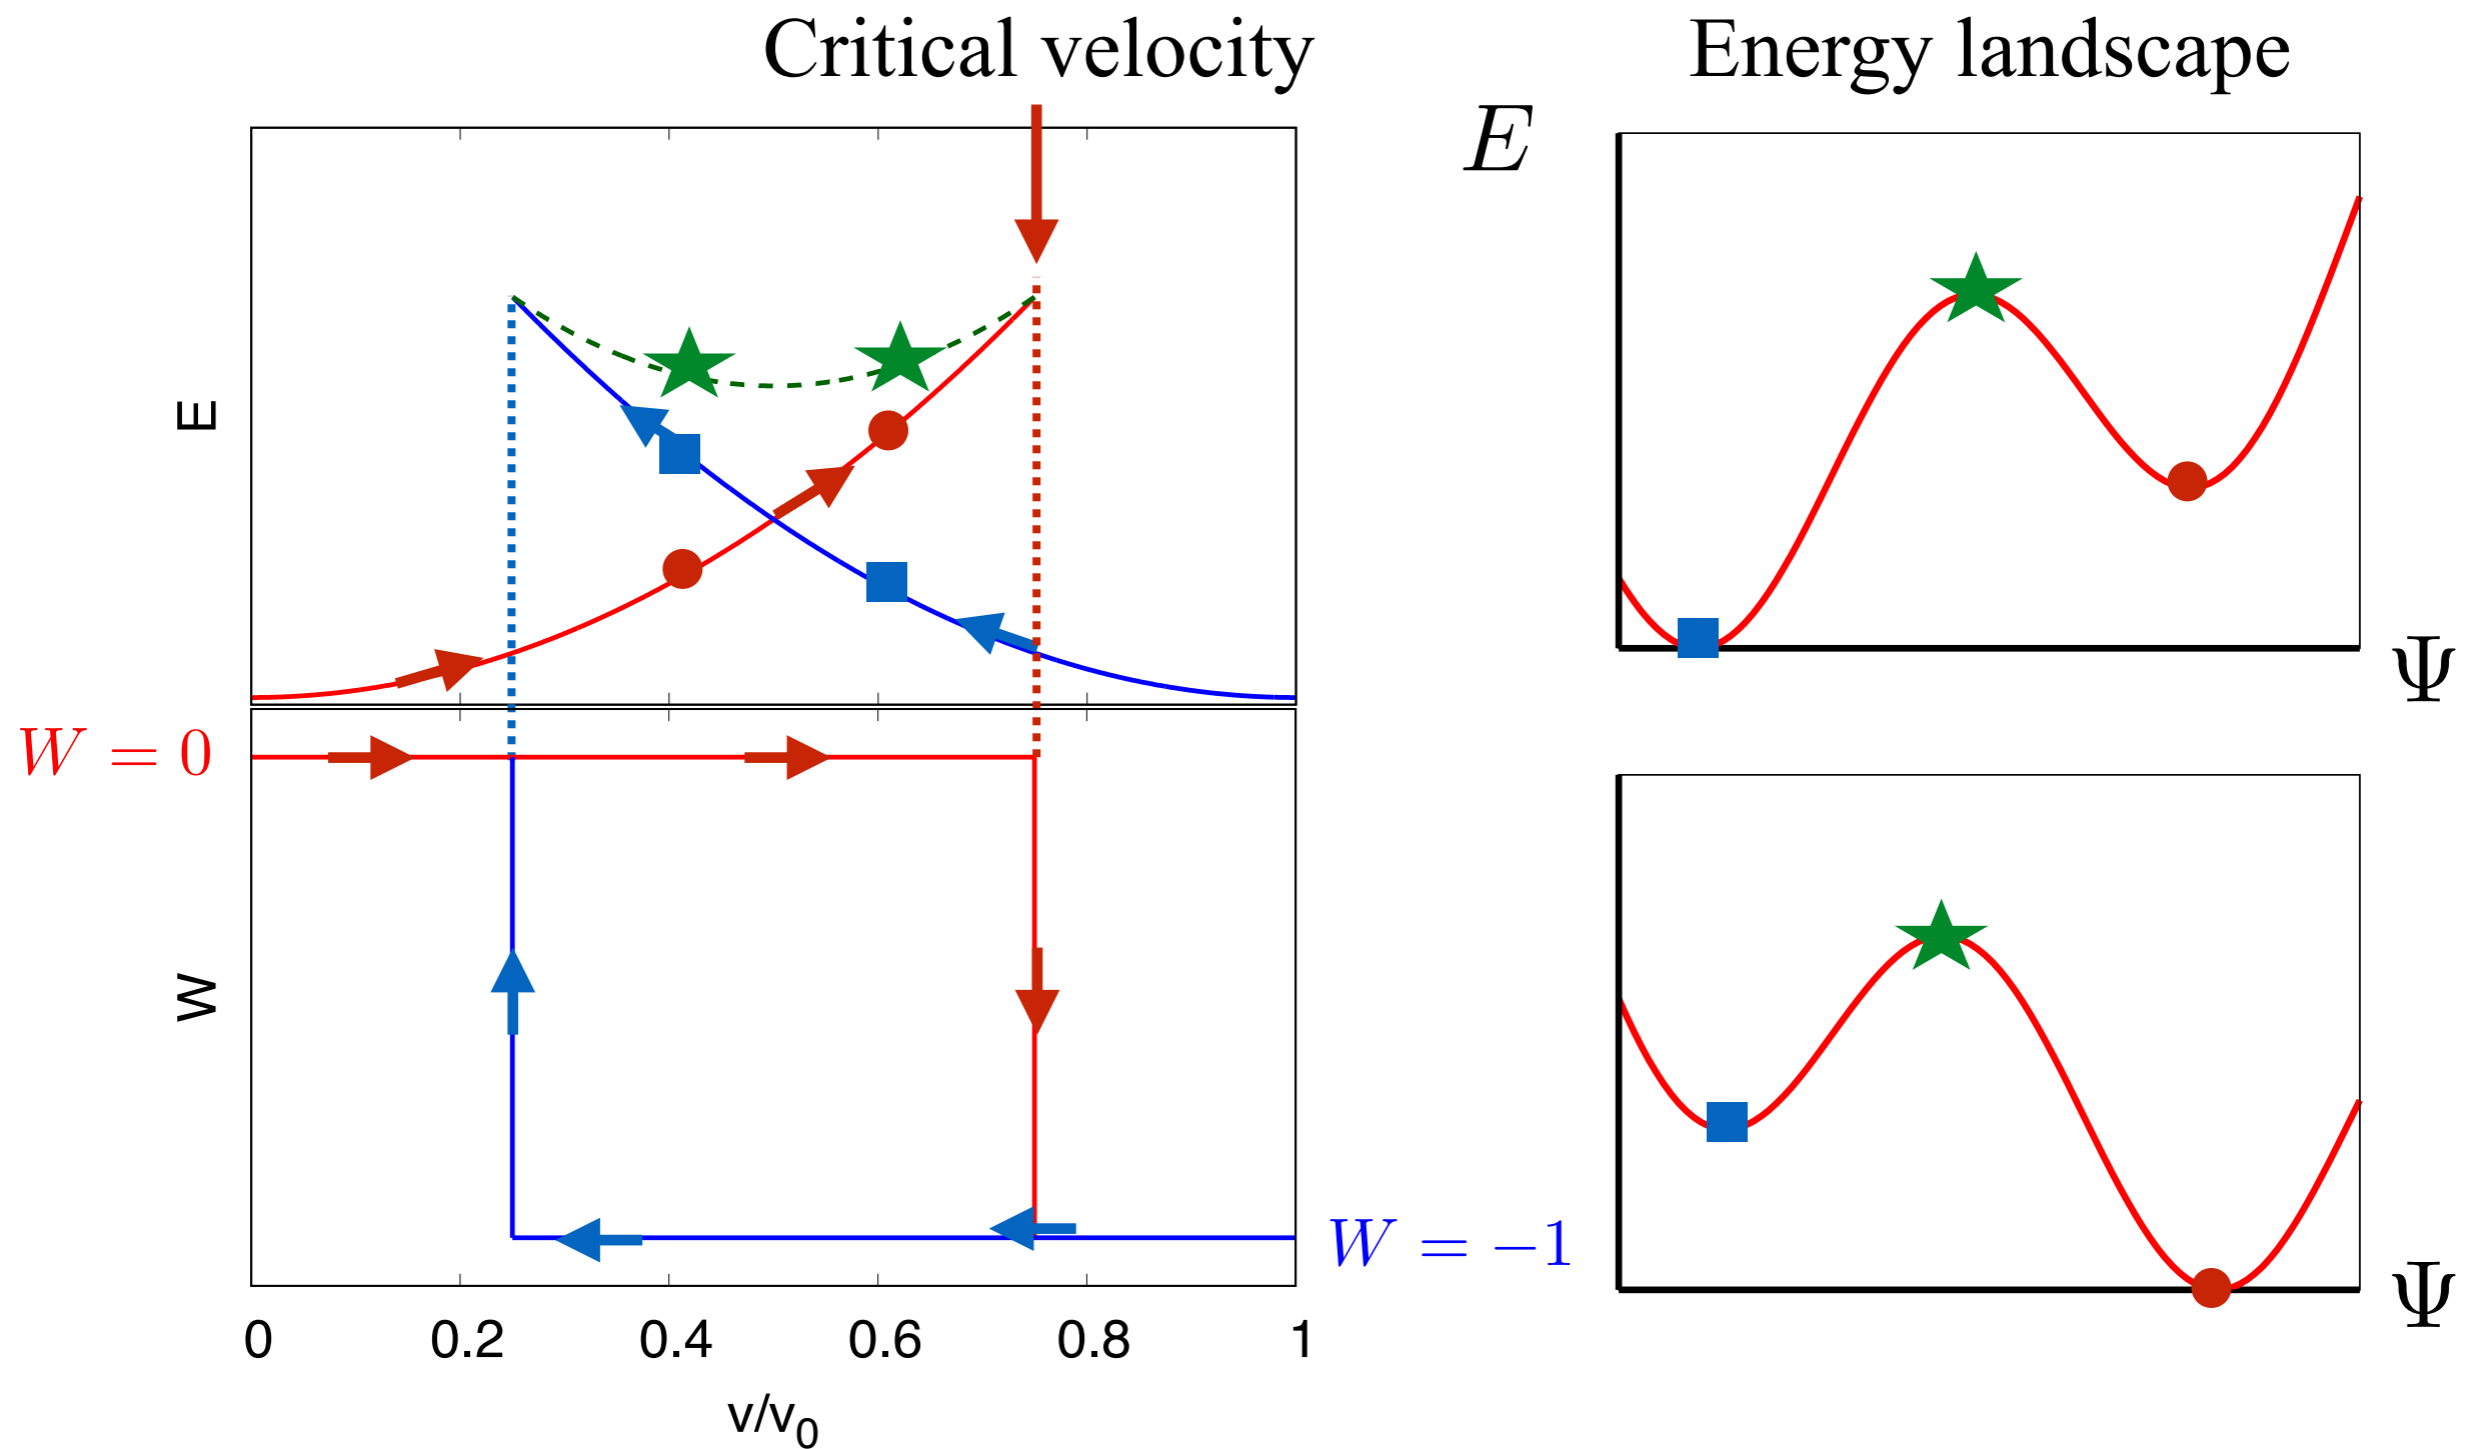 Critical velocity
Energy landscape
E
E
Ψ
W = 0
W
W = −1
Ψ
0 0.2 0.4 0.6 0.8 1
v/v₀